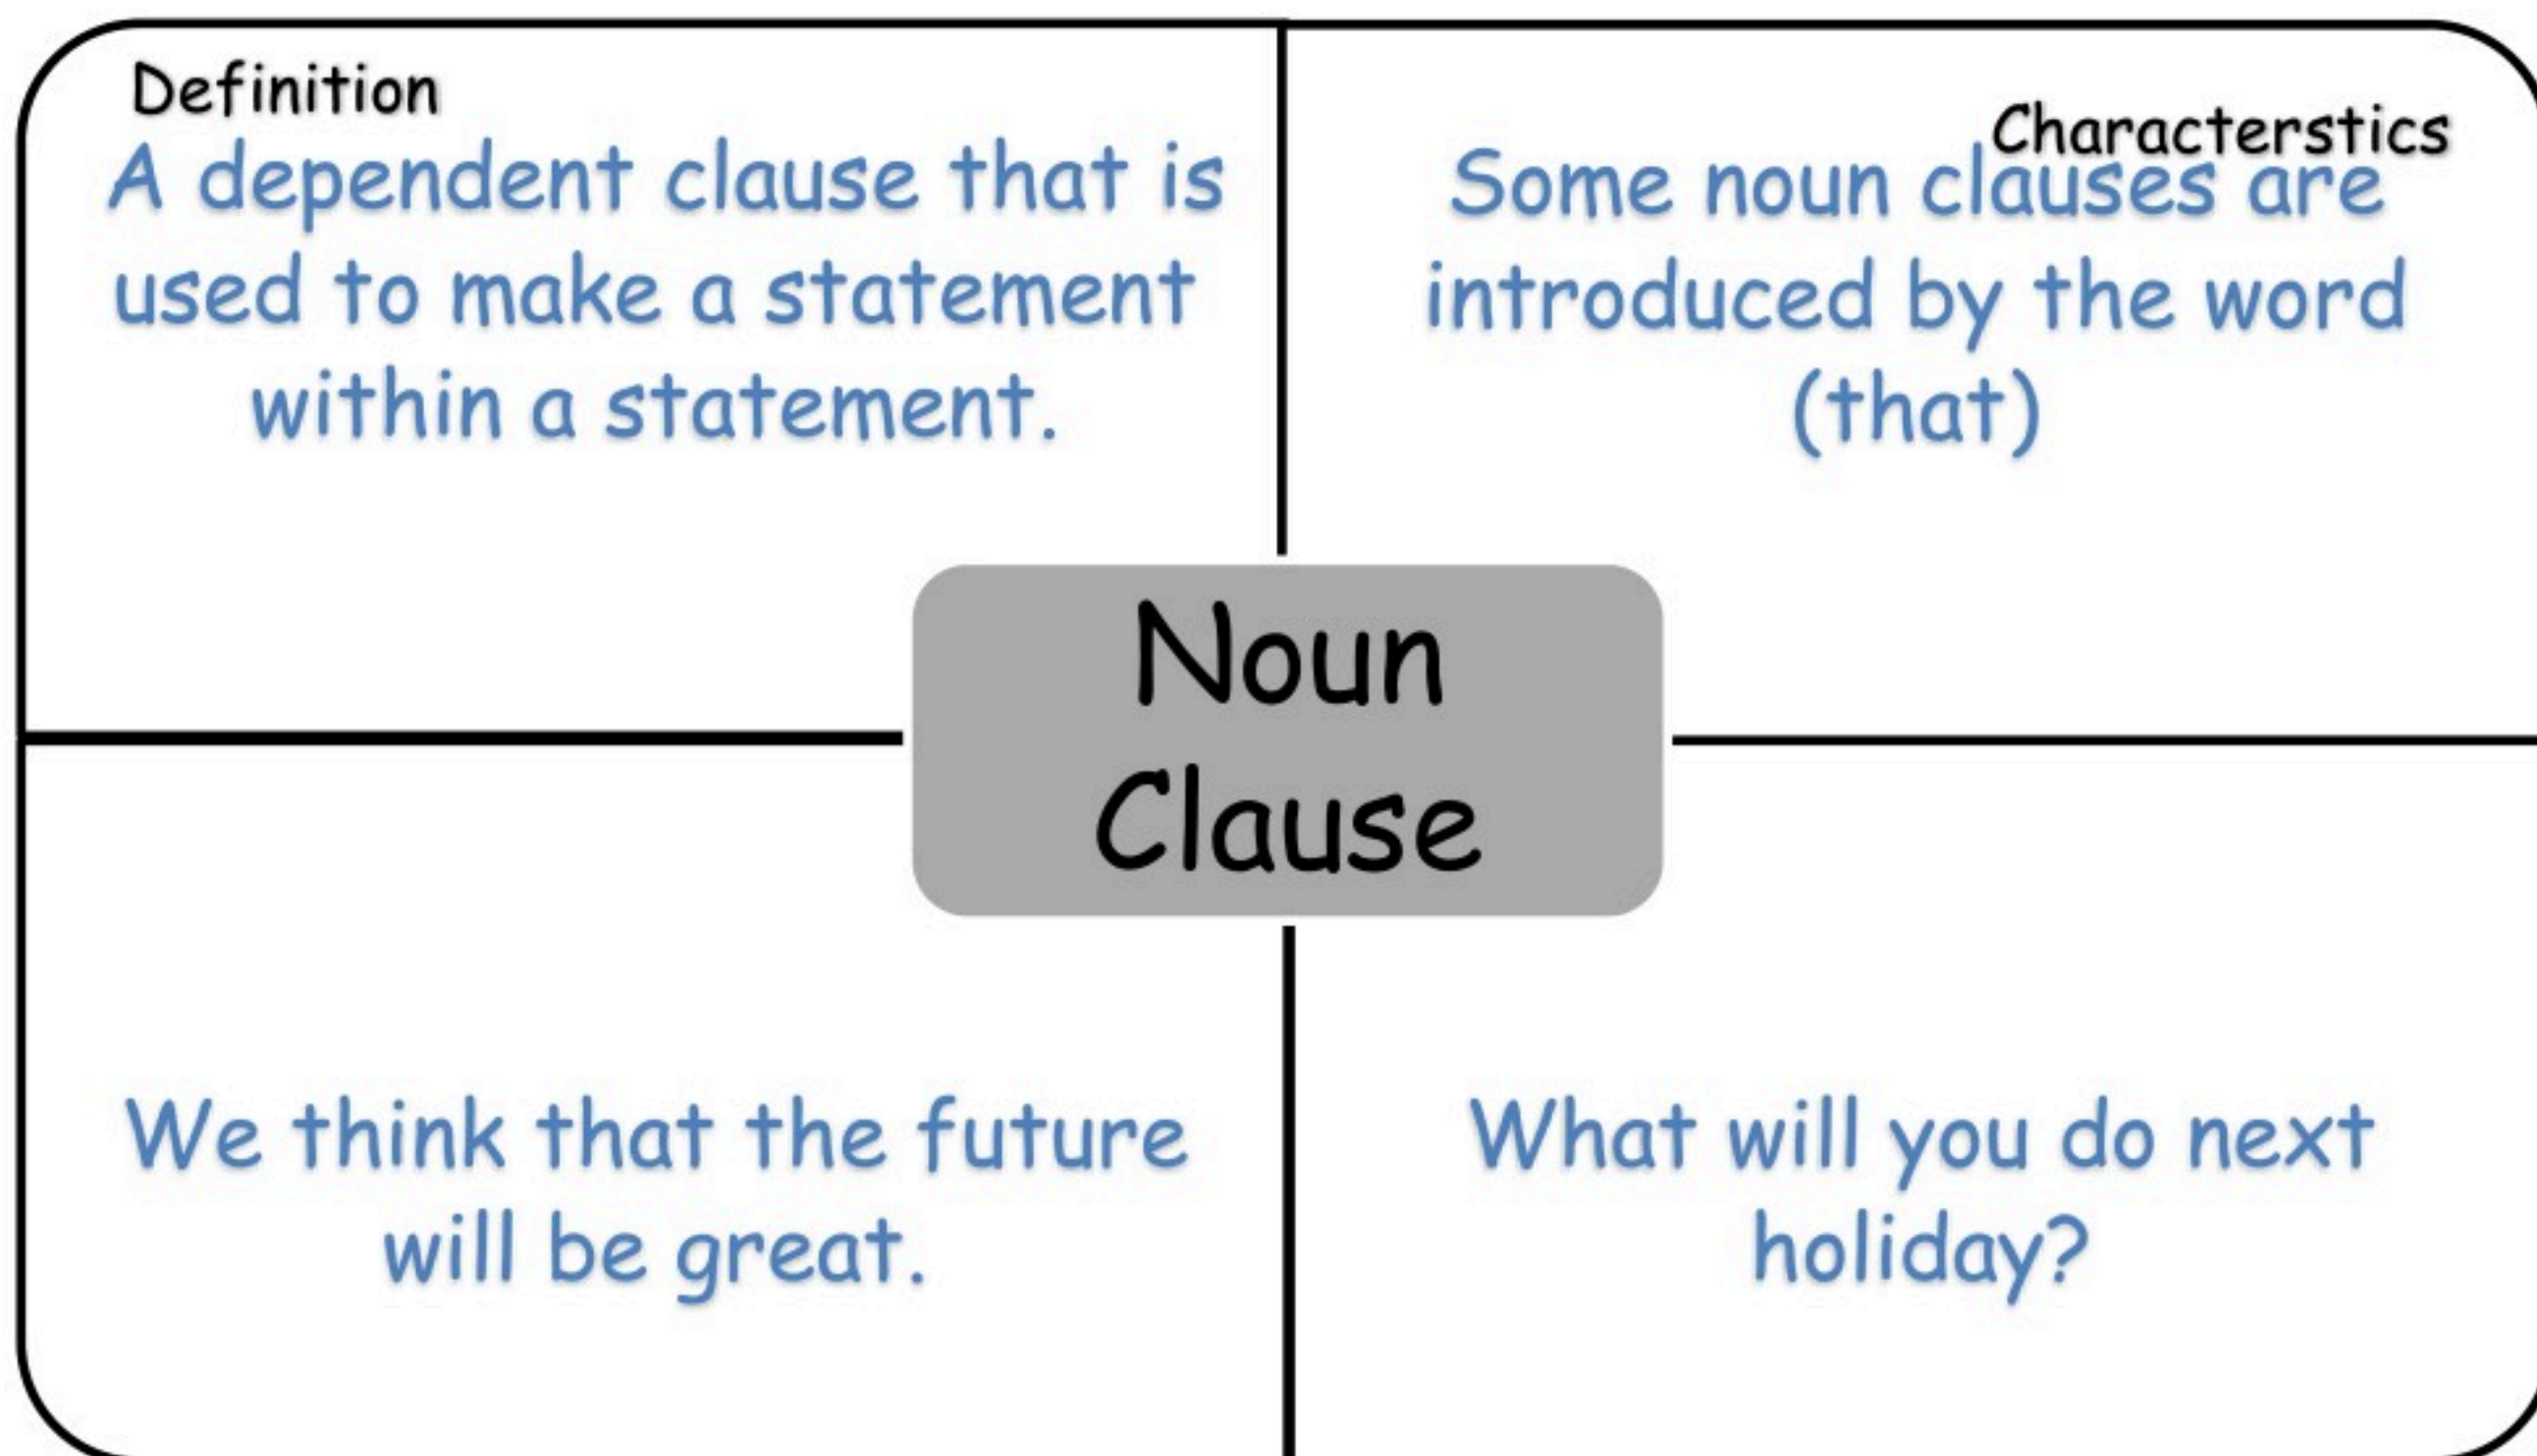 Definition
A dependent clause that is
used to make a statement
within a statement.
Characterstics
Some noun clauses are
introduced by the word
(that)
Noun
Clause
We think that the future
will be great.
What will you do next
holiday?